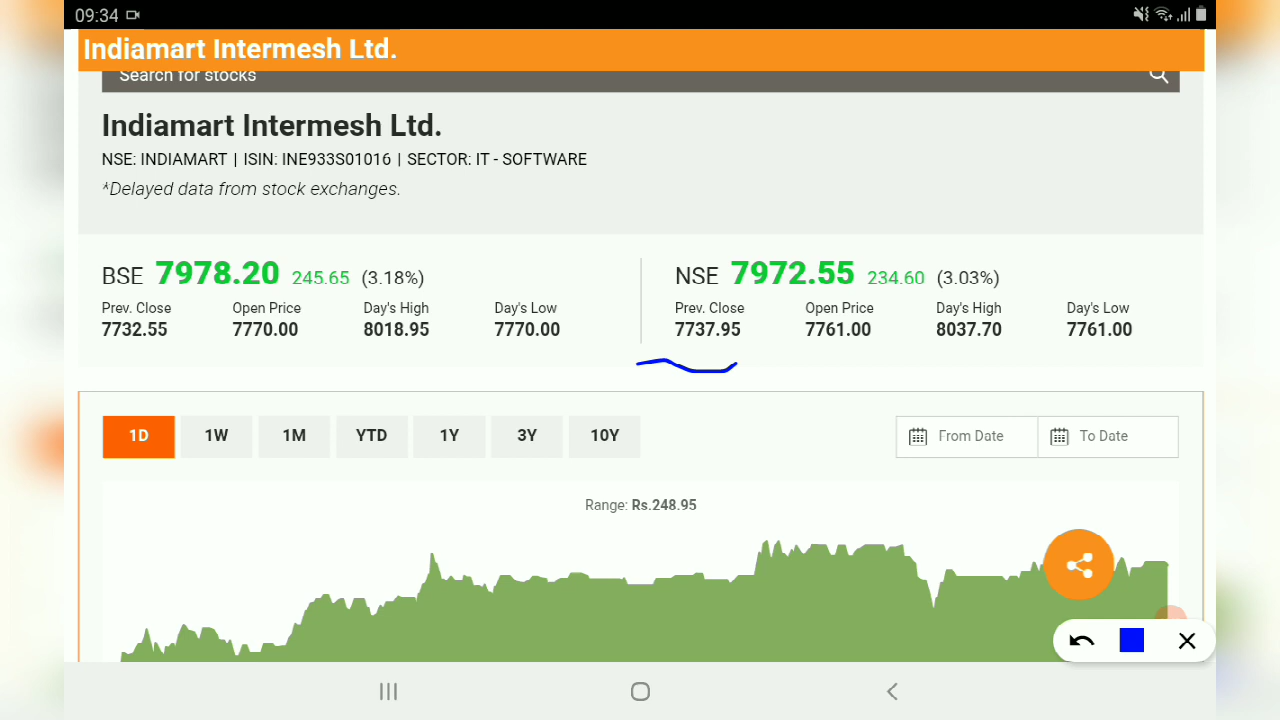 09:34
Indiamart Intermesh Ltd.
Search for stocks
Indiamart Intermesh Ltd.
NSE: INDIAMART | ISIN: INE933S01016 | SECTOR: IT - SOFTWARE
*Delayed data from stock exchanges.
BSE 7978.20 245.65 (3.18%)
Prev. Close Open Price Day's High Day's Low
7732.55 7770.00 8018.95 7770.00
NSE 7972.55 234.60 (3.03%)
Prev. Close Open Price Day's High Day's Low
7737.95 7761.00 8037.70 7761.00
1D 1W 1M YTD 1Y 3Y 10Y From Date To Date
Range: Rs.248.95